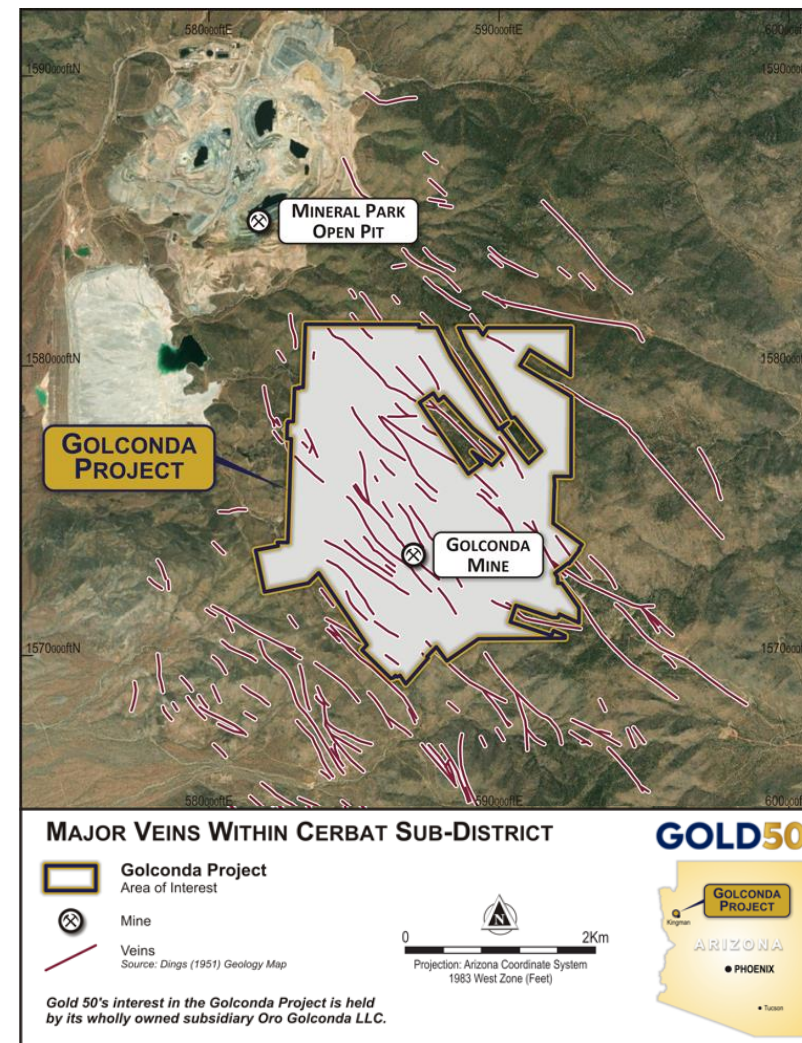 580000ftE
590000ftE
1590000ftN
MINERAL PARK
OPEN PIT
1580000ftN
GOLCONDA
PROJECT
GOLCONDA
MINE
1570000ftN
580000ftE
590000ftE
MAJOR VEINS WITHIN CERBAT SUB-DISTRICT
Golconda Project
Area of Interest
Mine
Veins
Source: Dings (1951) Geology Map
Gold 50's interest in the Golconda Project is held
by its wholly owned subsidiary Oro Golconda LLC.
N
0 2Km
Projection: Arizona Coordinate System
1983 West Zone (Feet)
GOLD50
GOLCONDA
PROJECT
Kingman
ARIZONA
PHOENIX
Tucson